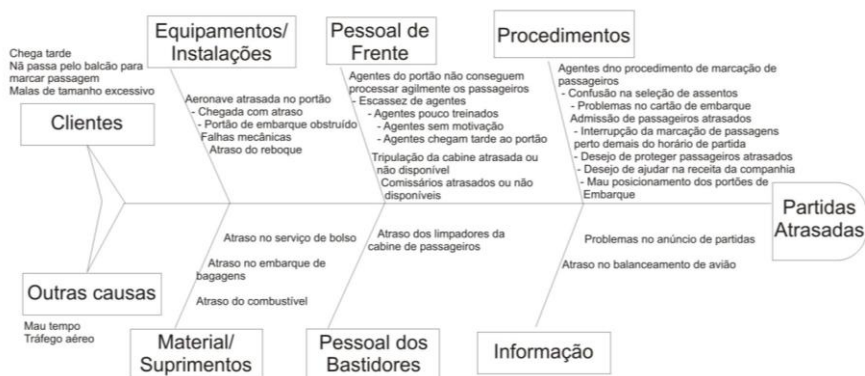 Chega tarde
Nã passa pelo balcão para
marcar passagem
Malas de tamanho excessivo
Clientes
Equipamentos/
Instalações
Aeronave atrasada no portão
- Chegada com atraso
- Portão de embarque obstruído
Falhas mecânicas
Atraso do reboque
Pessoal de
Frente
Agentes do portão não conseguem
processar agilmente os passageiros
- Escassez de agentes
- Agentes pouco treinados
- Agentes sem motivação
- Agentes chegam tarde ao portão
Tripulação da cabine atrasada ou
não disponível
Comissários atrasados ou não
disponíveis
Procedimentos
Agentes dno procedimento de marcação de
passageiros
- Confusão na seleção de assentos
- Problemas no cartão de embarque
Admissão de passageiros atrasados
- Interrupção da marcação de passagens
perto demais do horário de partida
- Desejo de proteger passageiros atrasados
- Desejo de ajudar na receita da companhia
- Mau posicionamento dos portões de
Embarque
Partidas
Atrasadas
Outras causas
Mau tempo
Tráfego aéreo
Atraso no serviço de bolso
Atraso no embarque de
bagagens
Atraso do combustível
Material/
Suprimentos
Atraso dos limpadores da
cabine de passageiros
Pessoal dos
Bastidores
Problemas no anúncio de partidas
Atraso no balanceamento de avião
Informação